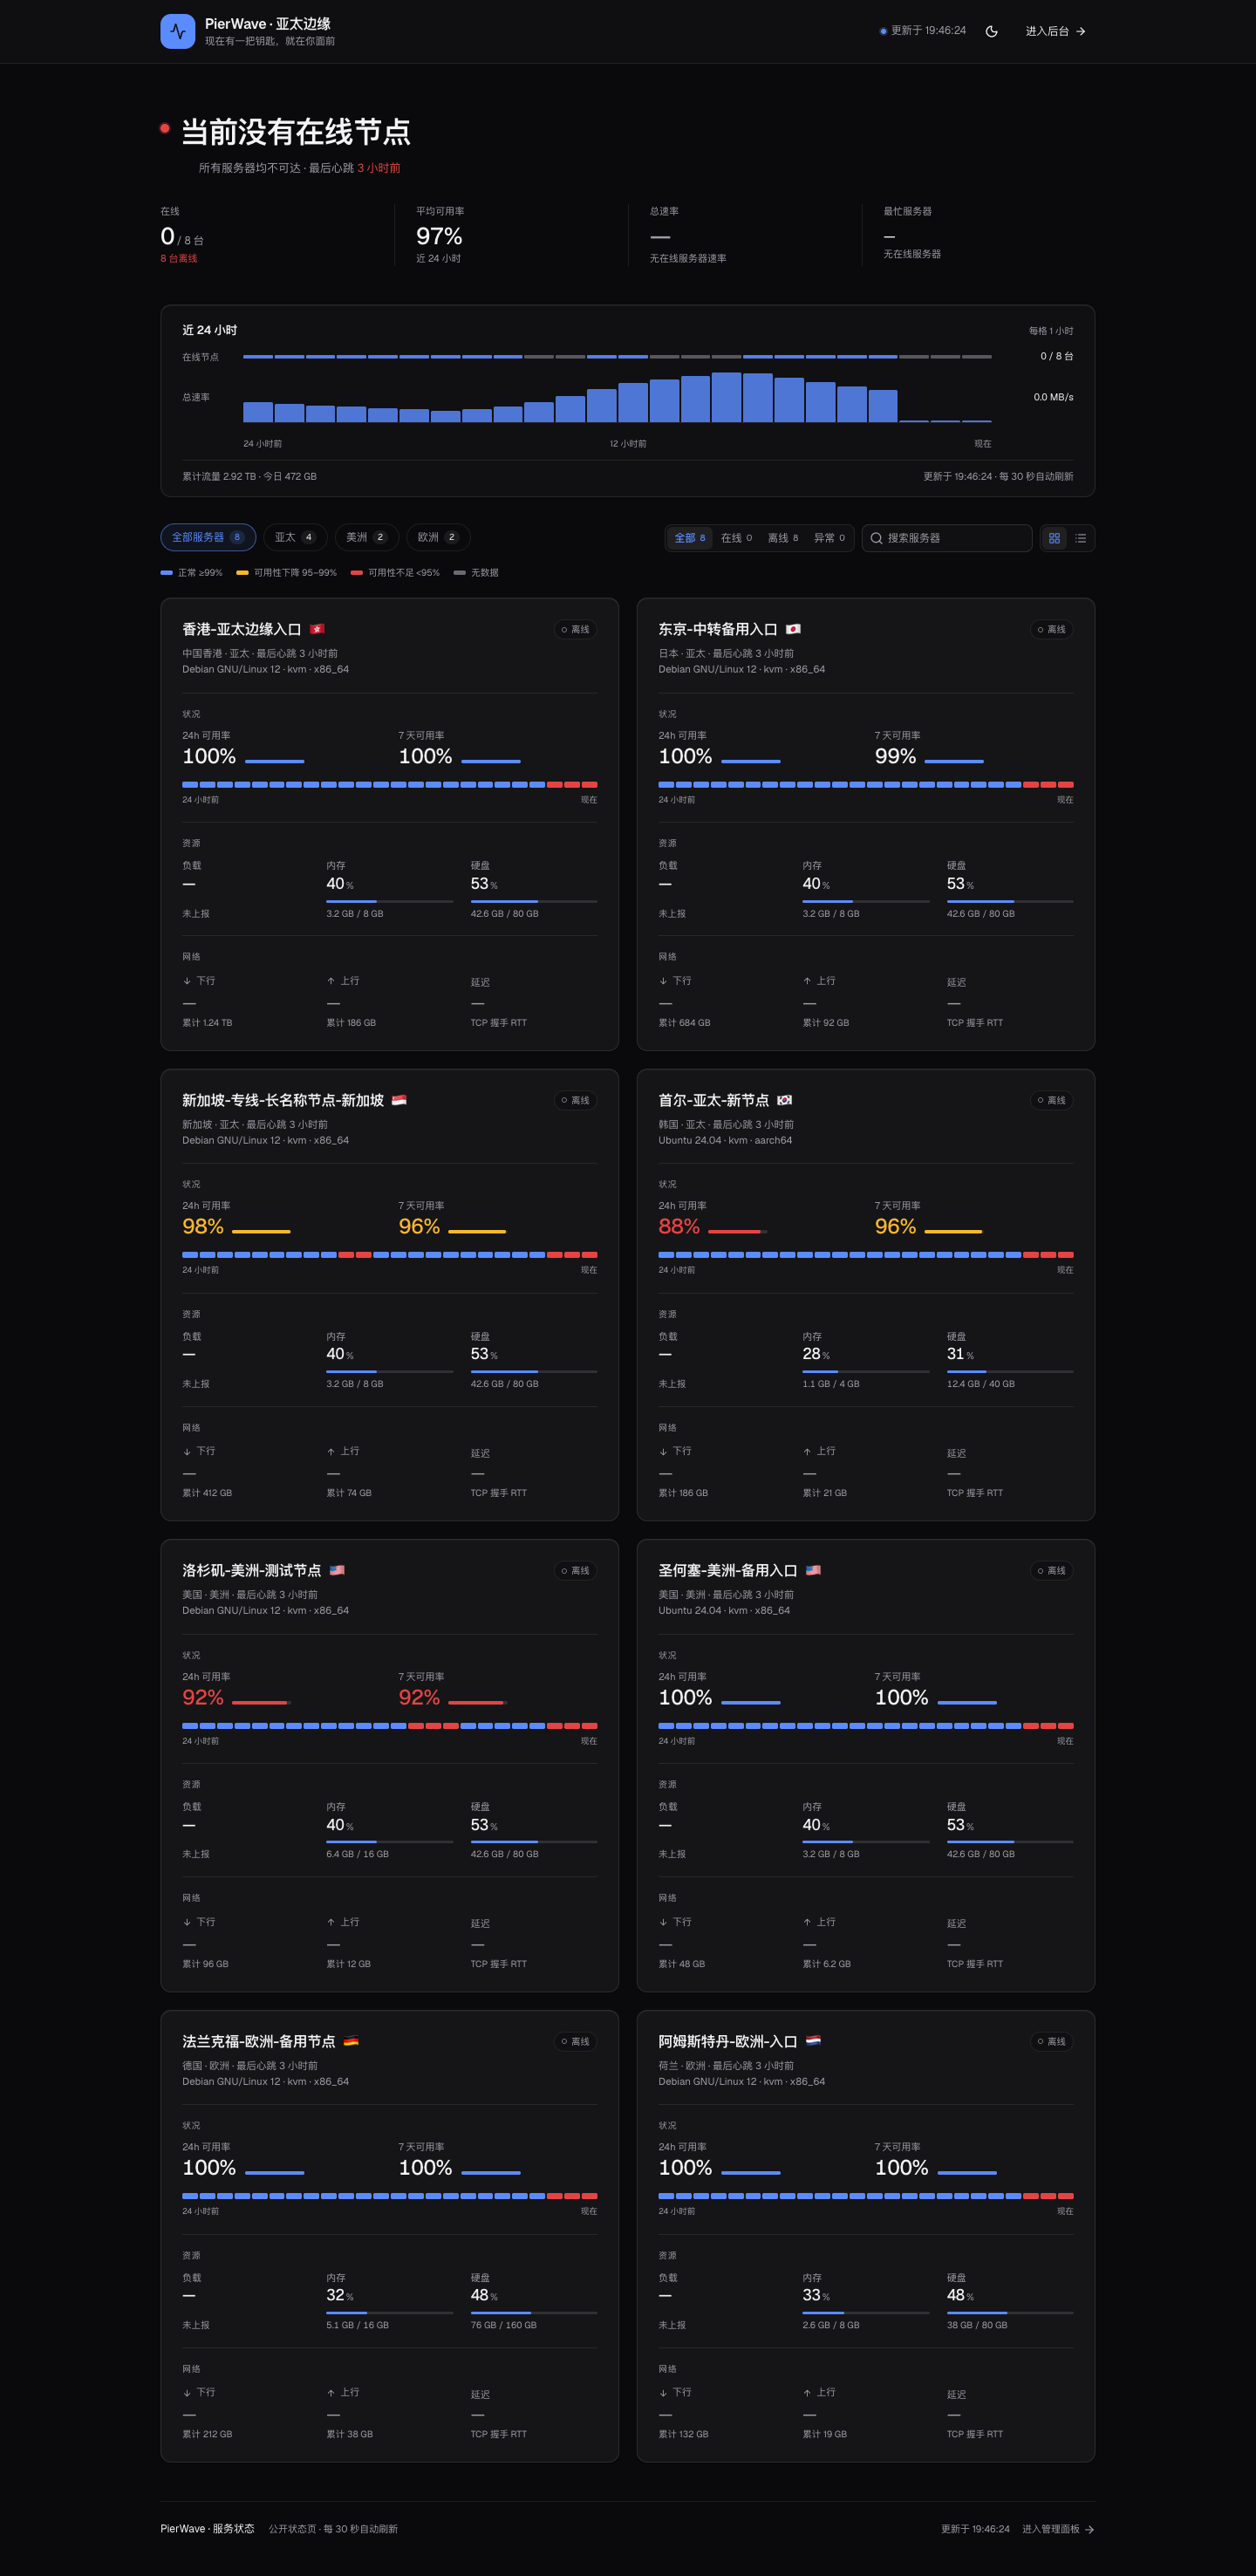 PierWave · 亚太边缘
现在有一把钥匙，就在你面前
更新于 19:46:24
进入后台 →
当前没有在线节点
所有服务器均不可达 · 最后心跳 3 小时前
在线
0 / 8 台
8 台离线
平均可用率
97%
近 24 小时
总速率
—
无在线服务器速率
最忙服务器
—
无在线服务器
近 24 小时
每格 1 小时
在线节点
0 / 8 台
总速率
0.0 MB/s
24 小时前
12 小时前
现在
累计流量 2.92 TB · 今日 472 GB
更新于 19:46:24 · 每 30 秒自动刷新
全部服务器 8
亚太 4
美洲 2
欧洲 2
全部 8
在线 0
离线 8
异常 0
搜索服务器
正常 ≥99%
可用性下降 95–99%
可用性不足 <95%
无数据
香港-亚太边缘入口
离线
中国香港 · 亚太 · 最后心跳 3 小时前
Debian GNU/Linux 12 · kvm · x86_64
状况
24h 可用率
100%
7 天可用率
100%
24 小时前
现在
资源
负载
—
未上报
内存
40%
3.2 GB / 8 GB
硬盘
53%
42.6 GB / 80 GB
网络
↓ 下行
—
累计 1.24 TB
↑ 上行
—
累计 186 GB
延迟
—
TCP 握手 RTT
东京-中转备用入口
离线
日本 · 亚太 · 最后心跳 3 小时前
Debian GNU/Linux 12 · kvm · x86_64
状况
24h 可用率
100%
7 天可用率
99%
24 小时前
现在
资源
负载
—
未上报
内存
40%
3.2 GB / 8 GB
硬盘
53%
42.6 GB / 80 GB
网络
↓ 下行
—
累计 684 GB
↑ 上行
—
累计 92 GB
延迟
—
TCP 握手 RTT
新加坡-专线-长名称节点-新加坡
离线
新加坡 · 亚太 · 最后心跳 3 小时前
Debian GNU/Linux 12 · kvm · x86_64
状况
24h 可用率
98%
7 天可用率
96%
24 小时前
现在
资源
负载
—
未上报
内存
40%
3.2 GB / 8 GB
硬盘
53%
42.6 GB / 80 GB
网络
↓ 下行
—
累计 412 GB
↑ 上行
—
累计 74 GB
延迟
—
TCP 握手 RTT
首尔-亚太-新节点
离线
韩国 · 亚太 · 最后心跳 3 小时前
Ubuntu 24.04 · kvm · aarch64
状况
24h 可用率
88%
7 天可用率
96%
24 小时前
现在
资源
负载
—
未上报
内存
28%
1.1 GB / 4 GB
硬盘
31%
12.4 GB / 40 GB
网络
↓ 下行
—
累计 186 GB
↑ 上行
—
累计 21 GB
延迟
—
TCP 握手 RTT
洛杉矶-美洲-测试节点
离线
美国 · 美洲 · 最后心跳 3 小时前
Debian GNU/Linux 12 · kvm · x86_64
状况
24h 可用率
92%
7 天可用率
92%
24 小时前
现在
资源
负载
—
未上报
内存
40%
6.4 GB / 16 GB
硬盘
53%
42.6 GB / 80 GB
网络
↓ 下行
—
累计 96 GB
↑ 上行
—
累计 12 GB
延迟
—
TCP 握手 RTT
圣何塞-美洲-备用入口
离线
美国 · 美洲 · 最后心跳 3 小时前
Ubuntu 24.04 · kvm · x86_64
状况
24h 可用率
100%
7 天可用率
100%
24 小时前
现在
资源
负载
—
未上报
内存
40%
3.2 GB / 8 GB
硬盘
53%
42.6 GB / 80 GB
网络
↓ 下行
—
累计 48 GB
↑ 上行
—
累计 6.2 GB
延迟
—
TCP 握手 RTT
法兰克福-欧洲-备用节点
离线
德国 · 欧洲 · 最后心跳 3 小时前
Debian GNU/Linux 12 · kvm · x86_64
状况
24h 可用率
100%
7 天可用率
100%
24 小时前
现在
资源
负载
—
未上报
内存
32%
5.1 GB / 16 GB
硬盘
48%
76 GB / 160 GB
网络
↓ 下行
—
累计 212 GB
↑ 上行
—
累计 38 GB
延迟
—
TCP 握手 RTT
阿姆斯特丹-欧洲-入口
离线
荷兰 · 欧洲 · 最后心跳 3 小时前
Debian GNU/Linux 12 · kvm · x86_64
状况
24h 可用率
100%
7 天可用率
100%
24 小时前
现在
资源
负载
—
未上报
内存
33%
2.6 GB / 8 GB
硬盘
48%
38 GB / 80 GB
网络
↓ 下行
—
累计 132 GB
↑ 上行
—
累计 19 GB
延迟
—
TCP 握手 RTT
PierWave · 服务状态
公开状态页 · 每 30 秒自动刷新
更新于 19:46:24
进入管理面板 →